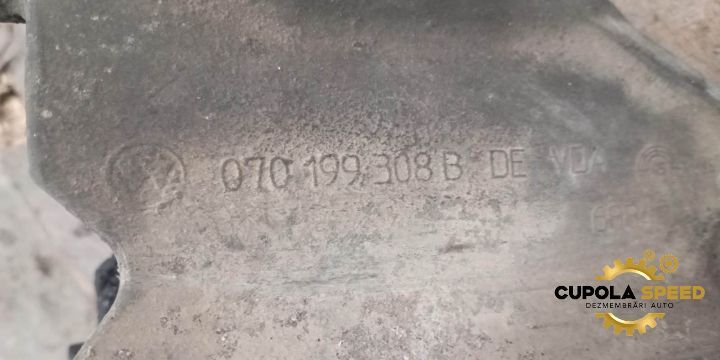 070 199 308 B DE VDA
CUPOLA SPEED
DEZMEMBRĂRI AUTO